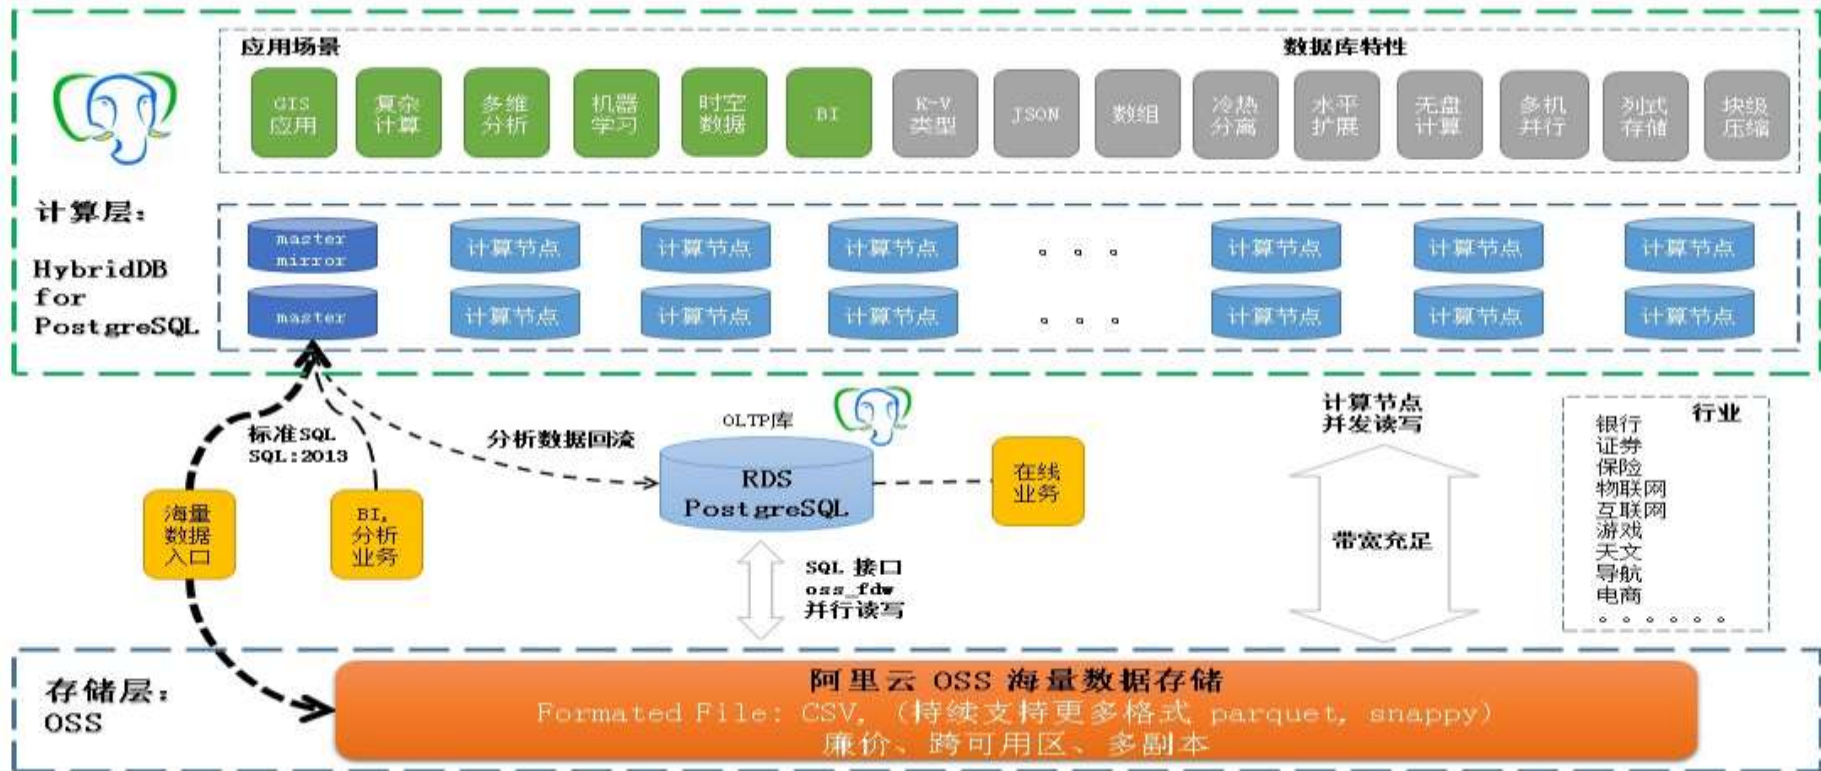 应用场景
数据库特性
GIS
应用
复杂
计算
多维
分析
机器
学习
时空
数据
BI
K-V
类型
JSON
数组
冷热
分离
水平
扩展
无盘
计算
多机
并行
列式
存储
块级
压缩
计算层：
HybridDB
for
PostgreSQL
master
mirror
计算节点
计算节点
计算节点
。。。
计算节点
计算节点
计算节点
master
计算节点
计算节点
计算节点
。。。
计算节点
计算节点
计算节点
标准SQL
SQL:2013
分析数据回流
OLTP库
RDS
PostgreSQL
在线
业务
海量
数据
入口
BI,
分析
业务
SQL 接口
oss_fdw
并行读写
计算节点
并发读写
带宽充足
行业
银行
证券
保险
物联网
互联网
游戏
天文
导航
电商
。。。。。。
存储层：
OSS
阿里云 OSS 海量数据存储
Formated File: CSV, （持续支持更多格式 parquet, snappy）
廉价、跨可用区、多副本